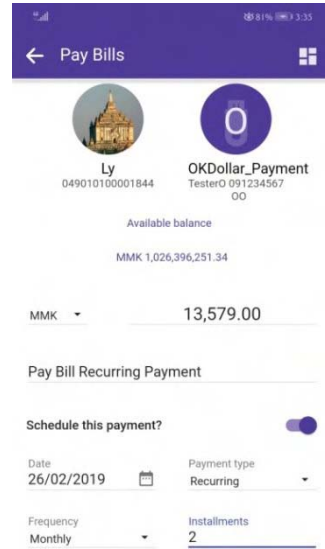 81% 3:35
Pay Bills
O
Ly
OKDollar_Payment
049010100001844
TesterO 091234567
OO
Available balance
MMK 1,026,396,251.34
MMK
13,579.00
Pay Bill Recurring Payment
Schedule this payment?
Date
Payment type
26/02/2019
Recurring
Frequency
Installments
Monthly
2